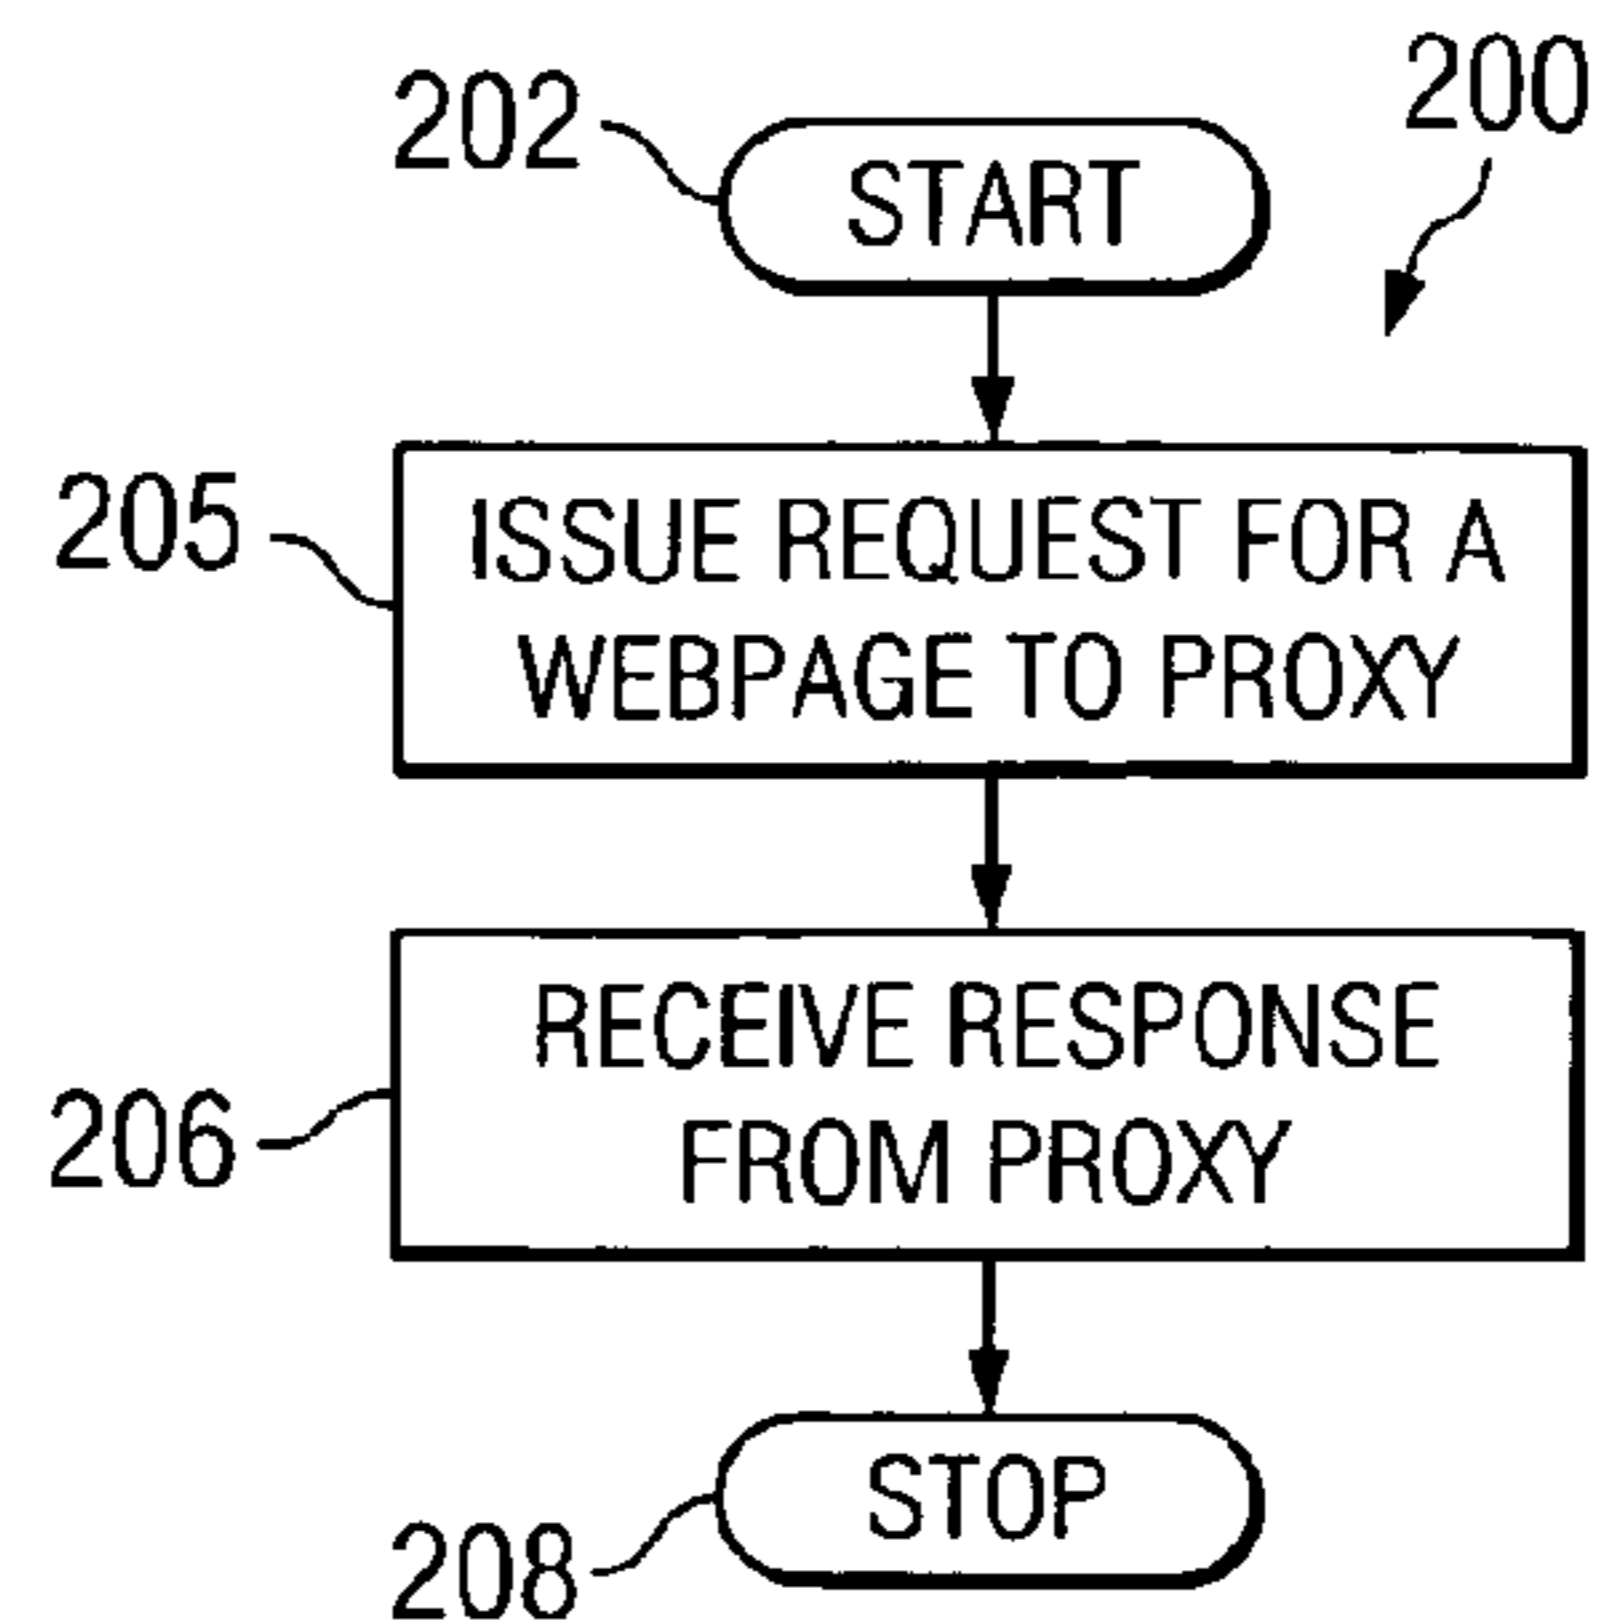 200
202
START
205
ISSUE REQUEST FOR A
WEBPAGE TO PROXY
206
RECEIVE RESPONSE
FROM PROXY
208
STOP